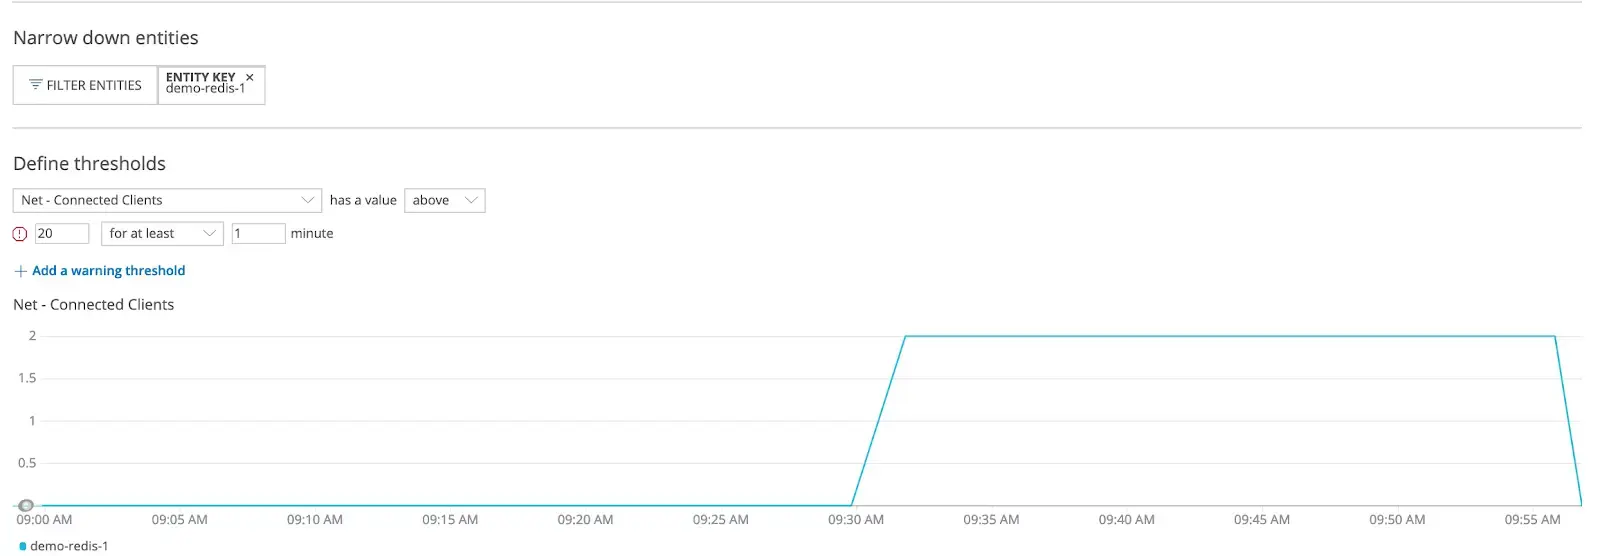 Narrow down entities
FILTER ENTITIES
ENTITY KEY ×
demo-redis-1
Define thresholds
Net - Connected Clients has a value above
20 for at least 1 minute
+ Add a warning threshold
Net - Connected Clients
2
1.5
1
0.5
09:00 AM 09:05 AM 09:10 AM 09:15 AM 09:20 AM 09:25 AM 09:30 AM 09:35 AM 09:40 AM 09:45 AM 09:50 AM 09:55 AM
demo-redis-1